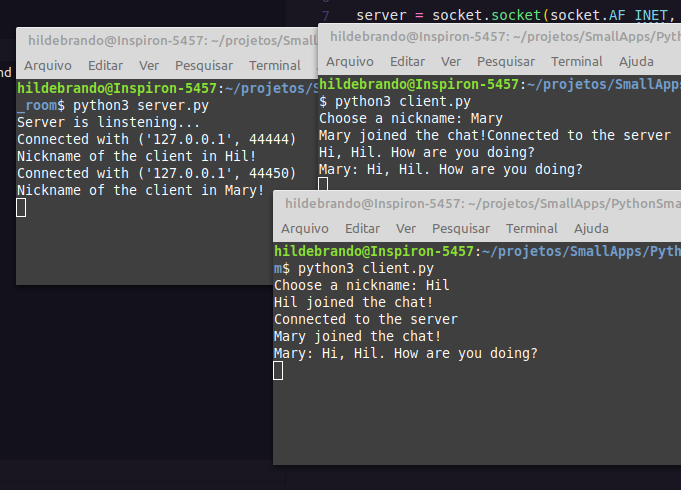 7 server = socket.socket(socket.AF_INET,
nd
hildebrando@Inspiron-5457: ~/projetos/Small
Arquivo Editar Ver Pesquisar Terminal
hildebrando@Inspiron-5457:~/projetos/S
_room$ python3 server.py
Server is linstening...
Connected with ('127.0.0.1', 44444)
Nickname of the client in Hil!
Connected with ('127.0.0.1', 44450)
Nickname of the client in Mary!
hildebrando@Inspiron-5457: ~/projetos/SmallApps/Pyth
Arquivo Editar Ver Pesquisar Terminal Ajuda
hildebrando@Inspiron-5457:~/projetos/SmallApps
$ python3 client.py
Choose a nickname: Mary
Mary joined the chat!Connected to the server
Hi, Hil. How are you doing?
Mary: Hi, Hil. How are you doing?
hildebrando@Inspiron-5457: ~/projetos/SmallApps/PythonSma
Arquivo Editar Ver Pesquisar Terminal Ajuda
hildebrando@Inspiron-5457:~/projetos/SmallApps/Pyth
m$ python3 client.py
Choose a nickname: Hil
Hil joined the chat!
Connected to the server
Mary joined the chat!
Mary: Hi, Hil. How are you doing?